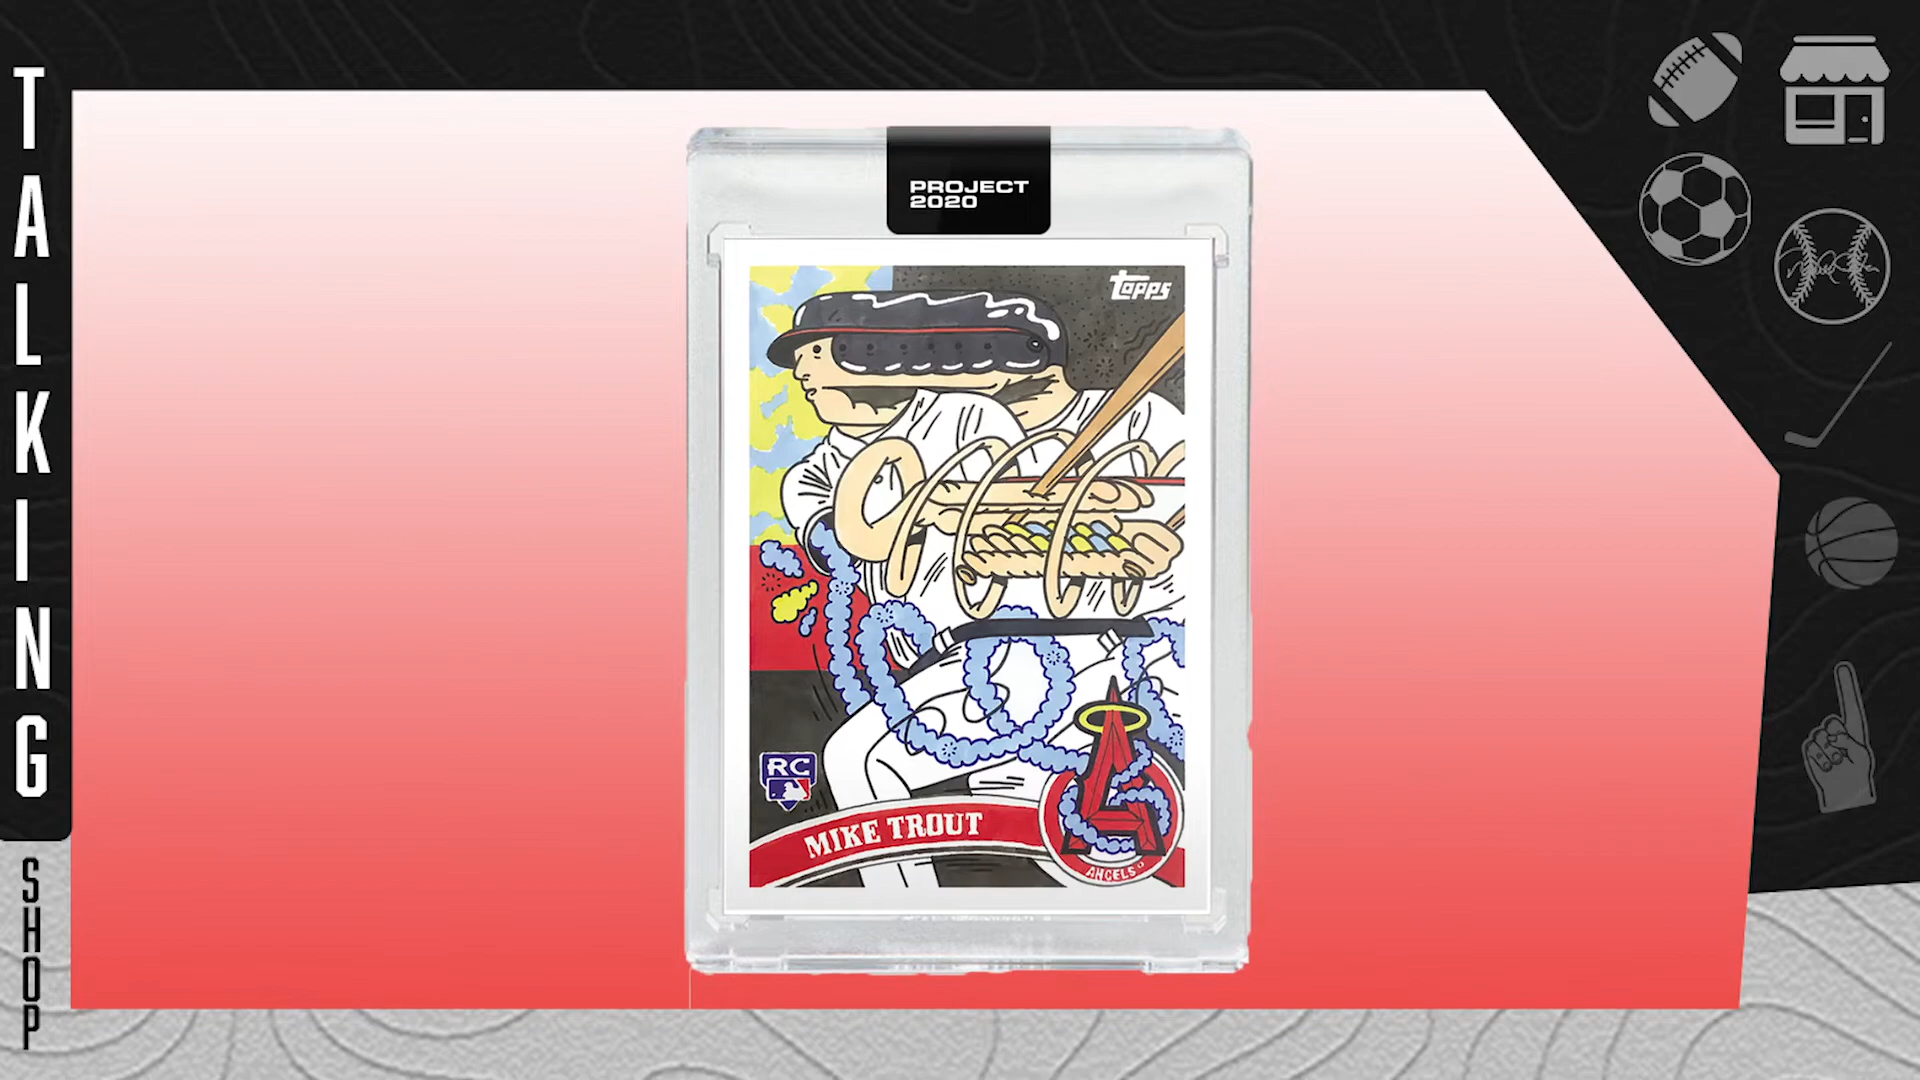 TALKING
SHOP
PROJECT
2020
Topps
RC
MIKE TROUT
ANGELS